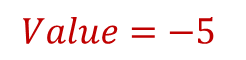 Value = −5